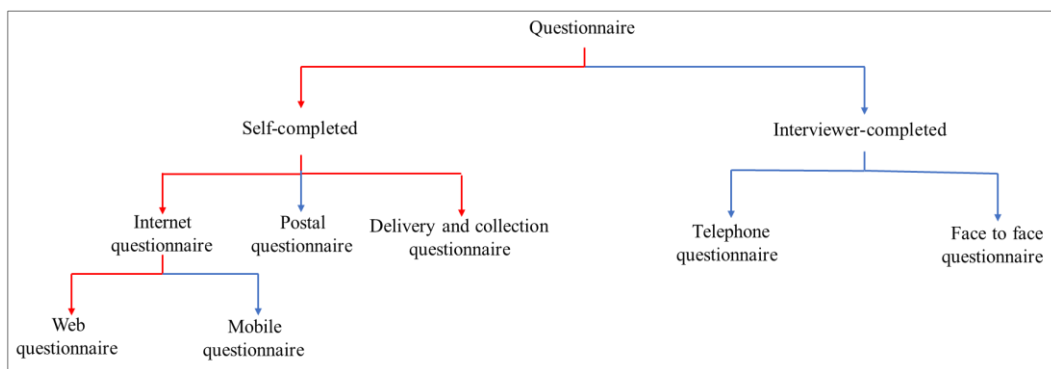 Questionnaire
Self-completed
Interviewer-completed
Internet
questionnaire
Postal
questionnaire
Delivery and collection
questionnaire
Telephone
questionnaire
Face to face
questionnaire
Web
questionnaire
Mobile
questionnaire